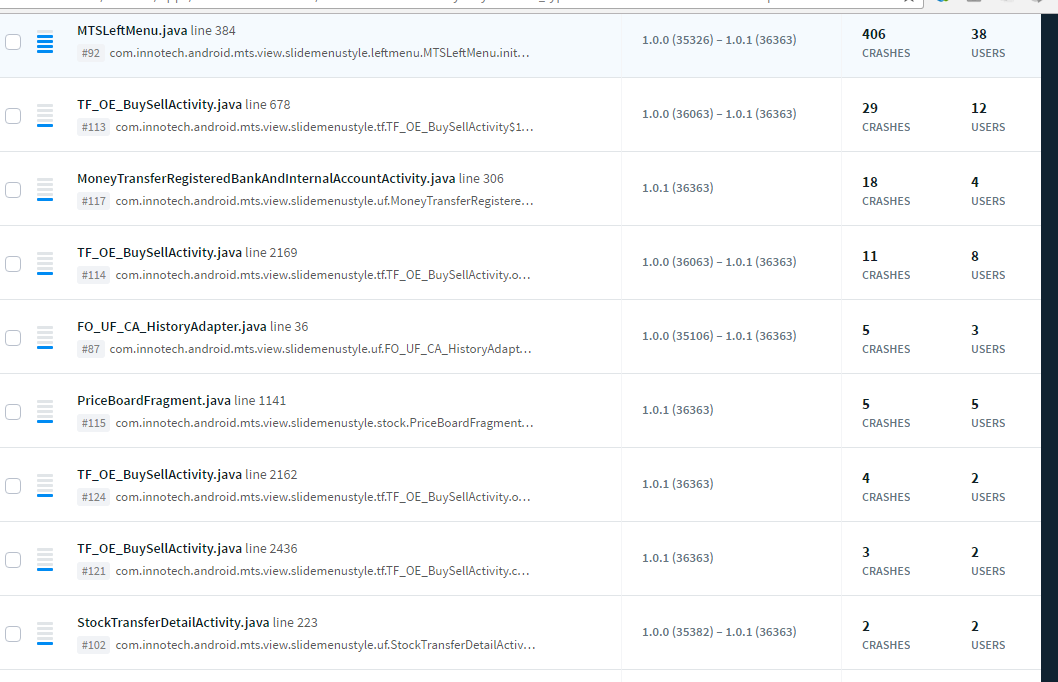 MTSLeftMenu.java line 384
#92 com.innotech.android.mts.view.slidemenustyle.leftmenu.MTSLeftMenu.init…
1.0.0 (35326) – 1.0.1 (36363)
406 CRASHES
38 USERS
TF_OE_BuySellActivity.java line 678
#113 com.innotech.android.mts.view.slidemenustyle.tf.TF_OE_BuySellActivity$1…
1.0.0 (36063) – 1.0.1 (36363)
29 CRASHES
12 USERS
MoneyTransferRegisteredBankAndInternalAccountActivity.java line 306
#117 com.innotech.android.mts.view.slidemenustyle.uf.MoneyTransferRegistere…
1.0.1 (36363)
18 CRASHES
4 USERS
TF_OE_BuySellActivity.java line 2169
#114 com.innotech.android.mts.view.slidemenustyle.tf.TF_OE_BuySellActivity.o…
1.0.0 (36063) – 1.0.1 (36363)
11 CRASHES
8 USERS
FO_UF_CA_HistoryAdapter.java line 36
#87 com.innotech.android.mts.view.slidemenustyle.uf.FO_UF_CA_HistoryAdapt…
1.0.0 (35106) – 1.0.1 (36363)
5 CRASHES
3 USERS
PriceBoardFragment.java line 1141
#115 com.innotech.android.mts.view.slidemenustyle.stock.PriceBoardFragment…
1.0.1 (36363)
5 CRASHES
5 USERS
TF_OE_BuySellActivity.java line 2162
#124 com.innotech.android.mts.view.slidemenustyle.tf.TF_OE_BuySellActivity.o…
1.0.1 (36363)
4 CRASHES
2 USERS
TF_OE_BuySellActivity.java line 2436
#121 com.innotech.android.mts.view.slidemenustyle.tf.TF_OE_BuySellActivity.c…
1.0.1 (36363)
3 CRASHES
2 USERS
StockTransferDetailActivity.java line 223
#102 com.innotech.android.mts.view.slidemenustyle.uf.StockTransferDetailActiv…
1.0.0 (35382) – 1.0.1 (36363)
2 CRASHES
2 USERS